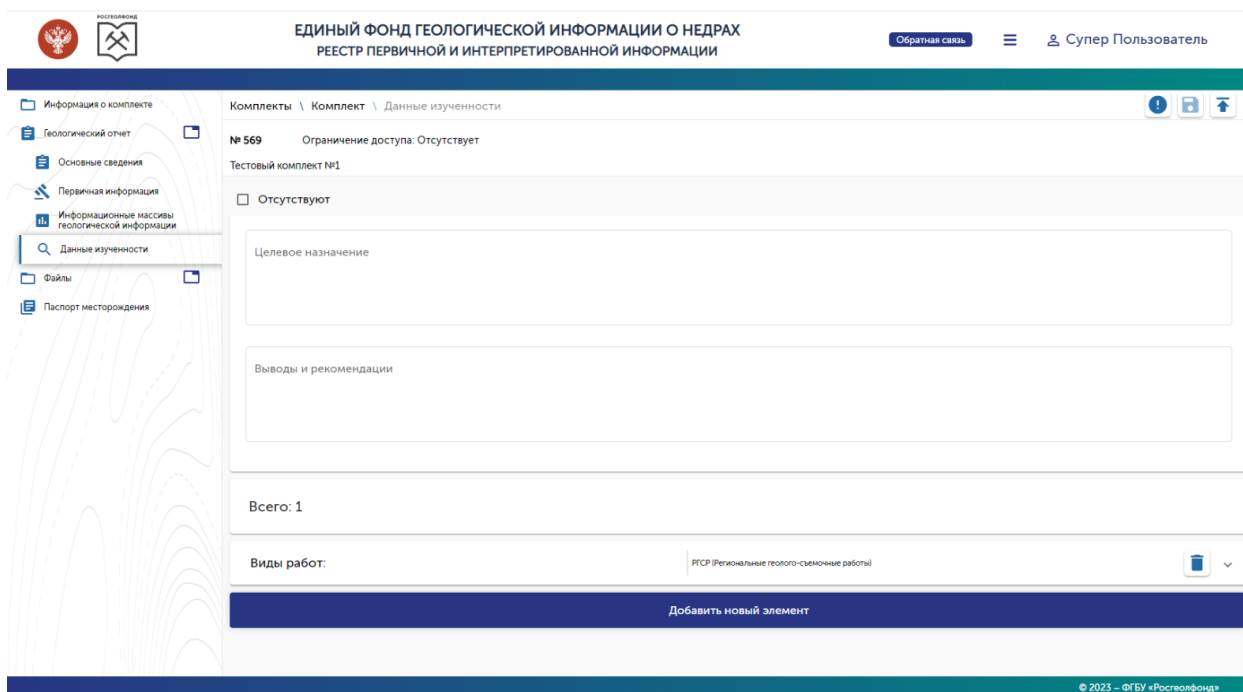 РОСГЕОЛФОНД
ЕДИНЫЙ ФОНД ГЕОЛОГИЧЕСКОЙ ИНФОРМАЦИИ О НЕДРАХ
РЕЕСТР ПЕРВИЧНОЙ И ИНТЕРПРЕТИРОВАННОЙ ИНФОРМАЦИИ
Обратная связь
Супер Пользователь
Информация о комплекте
Геологический отчет
Основные сведения
Первичная информация
Информационные массивы
геологической информации
Данные изученности
Файлы
Паспорт месторождения
Комплекты \ Комплект \ Данные изученности
№ 569 Ограничение доступа: Отсутствует
Тестовый комплект №1
Отсутствуют
Целевое назначение
Выводы и рекомендации
Всего: 1
Виды работ: РГСР (Региональные геолого-съемочные работы)
Добавить новый элемент
© 2023 – ФГБУ «Росгеолфонд»